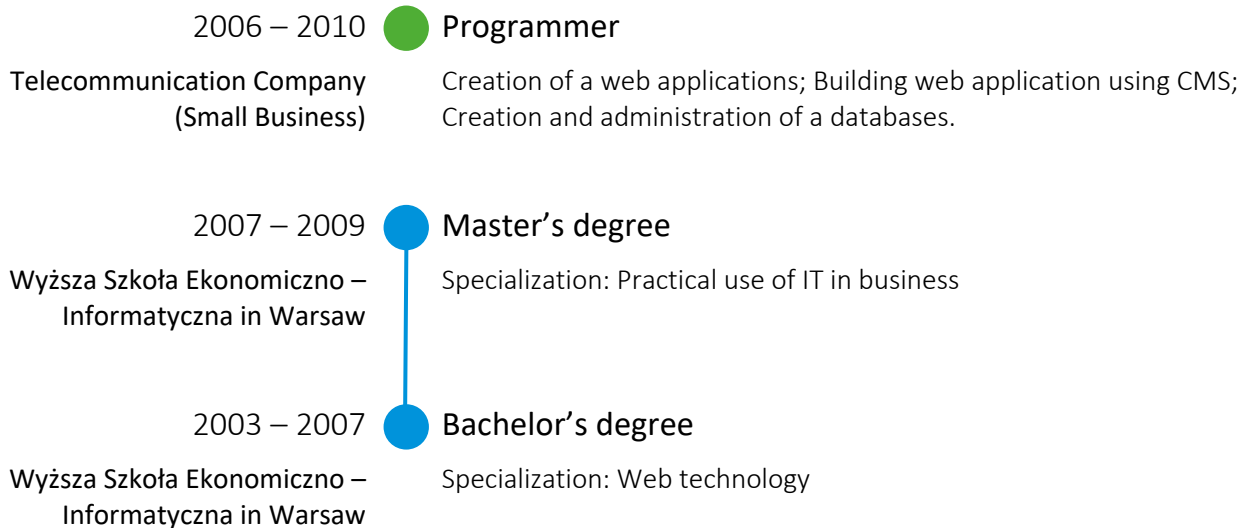 2006 – 2010
Programmer
Telecommunication Company
(Small Business)
Creation of a web applications; Building web application using CMS;
Creation and administration of a databases.
2007 – 2009
Master’s degree
Wyższa Szkoła Ekonomiczno –
Informatyczna in Warsaw
Specialization: Practical use of IT in business
2003 – 2007
Bachelor’s degree
Wyższa Szkoła Ekonomiczno –
Informatyczna in Warsaw
Specialization: Web technology